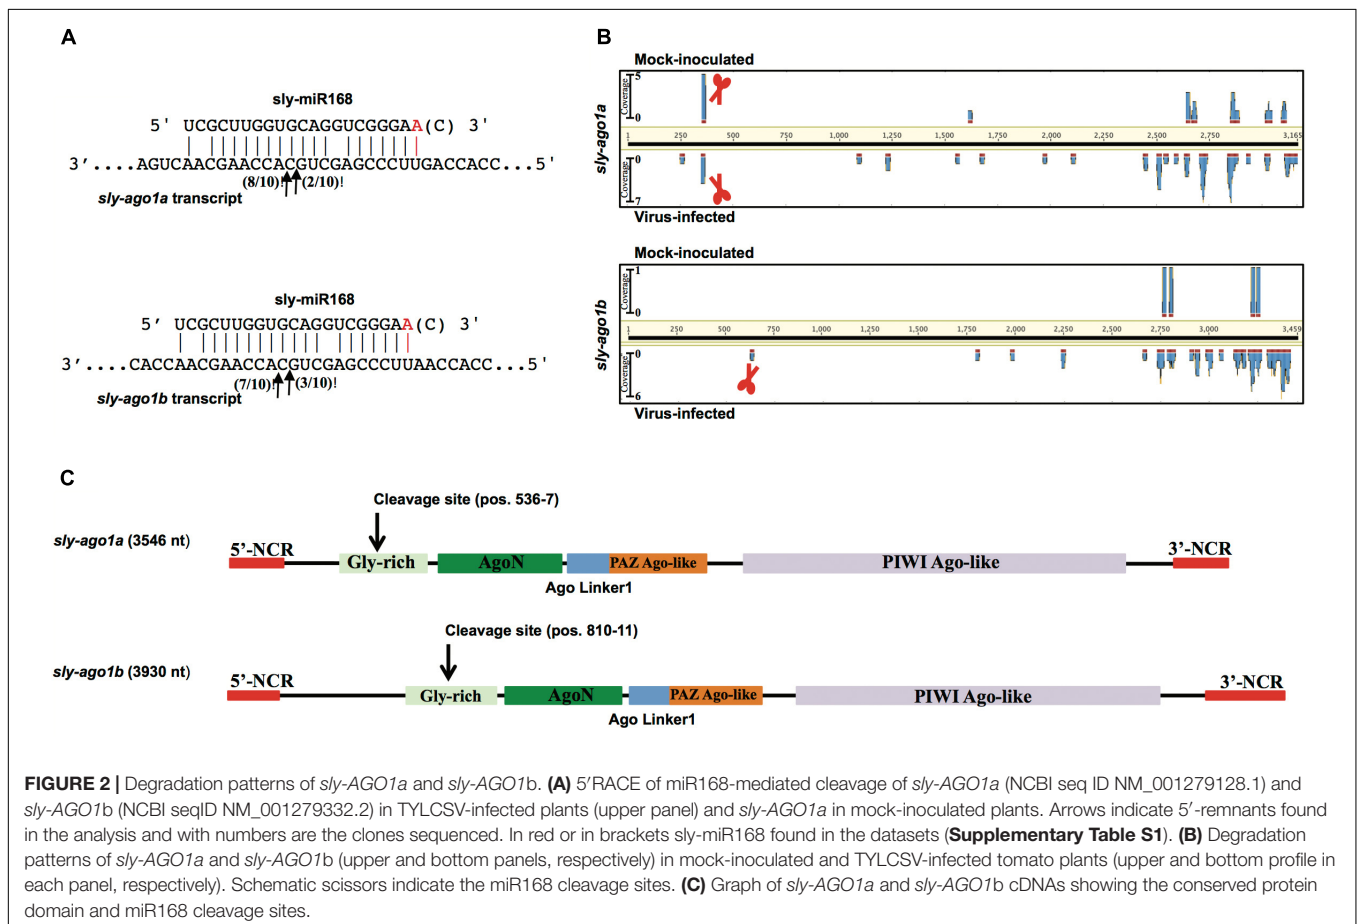 A
sly-miR168
5' UCGCUUGGUGCAGGUCGGGAA(C) 3'
3'....AGUCAACGAACCACGUCGAGCCCUUGACCACC...5'
(8/10)! (2/10)!
sly-ago1a transcript
sly-miR168
5' UCGCUUGGUGCAGGUCGGGAA(C) 3'
3'.... CACCAACGAACCACGUCGAGCCCUUAACCACC...5'
(7/10)! (3/10)!
sly-ago1b transcript
B
Mock-inoculated
sly-ago1a
Coverage
5
0
1 250 500 750 1,000 1,250 1,500 1,750 2,000 2,250 2,500 2,750 3,165
0
Coverage
7
Virus-infected
Mock-inoculated
sly-ago1b
Coverage
1
0
1 250 500 750 1,000 1,250 1,500 1,750 2,000 2,250 2,500 2,750 3,000 3,459
0
Coverage
6
Virus-infected
C
Cleavage site (pos. 536-7)
sly-ago1a (3546 nt)
5'-NCR Gly-rich AgoN PAZ Ago-like PIWI Ago-like 3'-NCR
Ago Linker1
Cleavage site (pos. 810-11)
sly-ago1b (3930 nt)
5'-NCR Gly-rich AgoN PAZ Ago-like PIWI Ago-like 3'-NCR
Ago Linker1
FIGURE 2 | Degradation patterns of sly-AGO1a and sly-AGO1b. (A) 5′RACE of miR168-mediated cleavage of sly-AGO1a (NCBI seq ID NM_001279128.1) and
sly-AGO1b (NCBI seqID NM_001279332.2) in TYLCSV-infected plants (upper panel) and sly-AGO1a in mock-inoculated plants. Arrows indicate 5′-remnants found
in the analysis and with numbers are the clones sequenced. In red or in brackets sly-miR168 found in the datasets (Supplementary Table S1). (B) Degradation
patterns of sly-AGO1a and sly-AGO1b (upper and bottom panels, respectively) in mock-inoculated and TYLCSV-infected tomato plants (upper and bottom profile in
each panel, respectively). Schematic scissors indicate the miR168 cleavage sites. (C) Graph of sly-AGO1a and sly-AGO1b cDNAs showing the conserved protein
domain and miR168 cleavage sites.